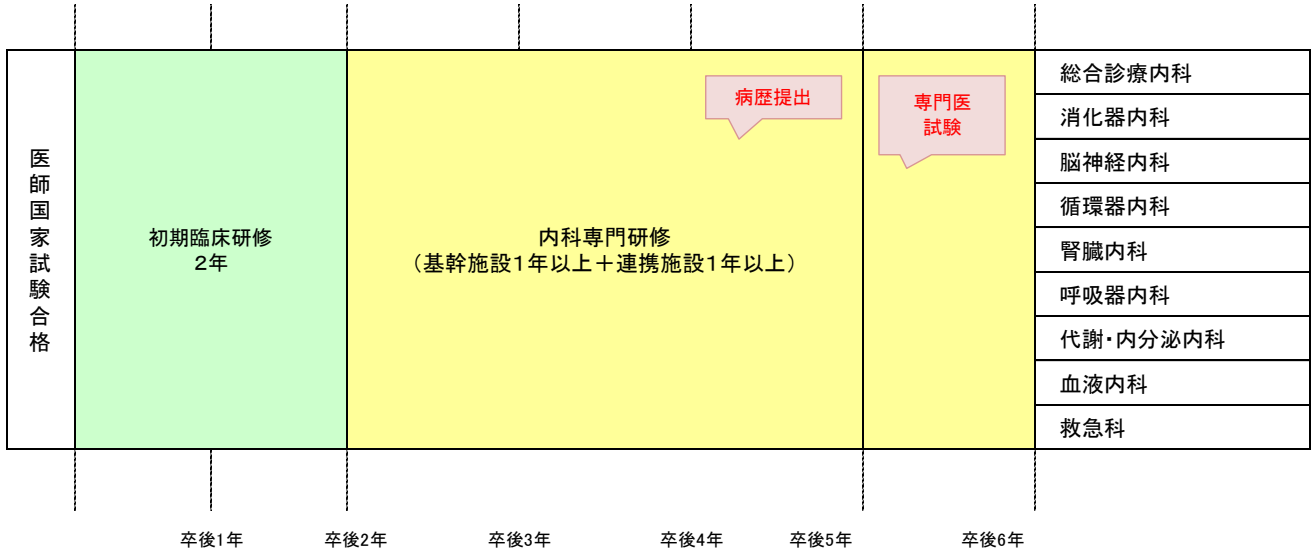 医師国家試験合格
初期臨床研修
2年
内科専門研修
（基幹施設1年以上＋連携施設1年以上）
病歴提出
専門医
試験
総合診療内科
消化器内科
脳神経内科
循環器内科
腎臓内科
呼吸器内科
代謝・内分泌内科
血液内科
救急科
卒後1年
卒後2年
卒後3年
卒後4年
卒後5年
卒後6年